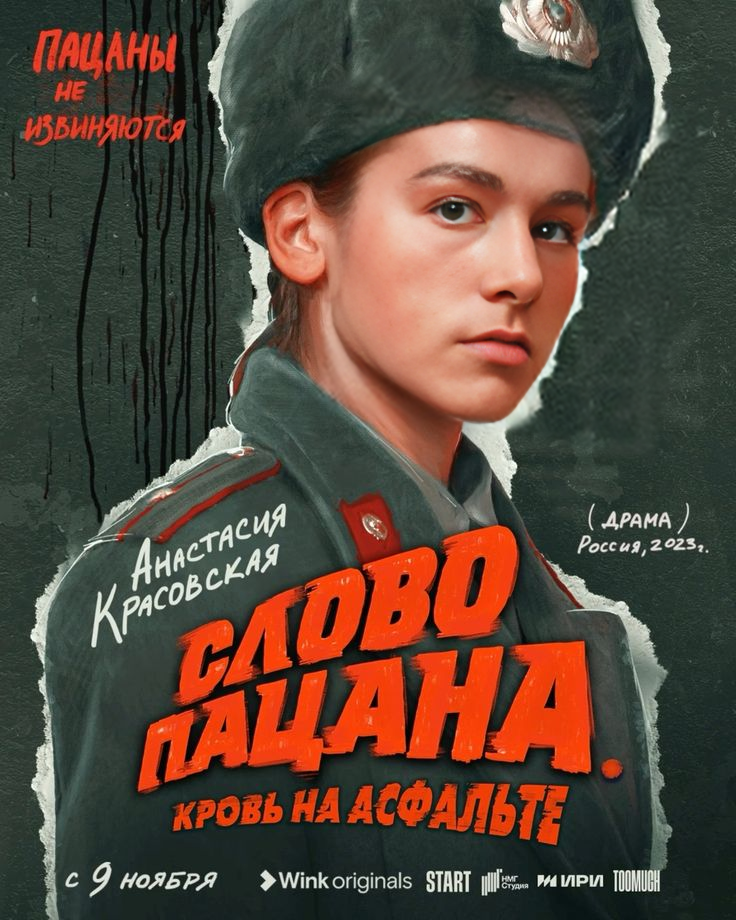 ПАЦАНЫ
НЕ
ИЗВИНЯЮТСЯ
(ДРАМА)
РОССИЯ, 2023г.
АНАСТАСИЯ
КРАСОВСКАЯ
СЛОВО
ПАЦАНА.
КРОВЬ НА АСФАЛЬТЕ
с 9 НОЯБРЯ
Wink originals
START
НМГ
Студия
ИРИ
TOOMUCH